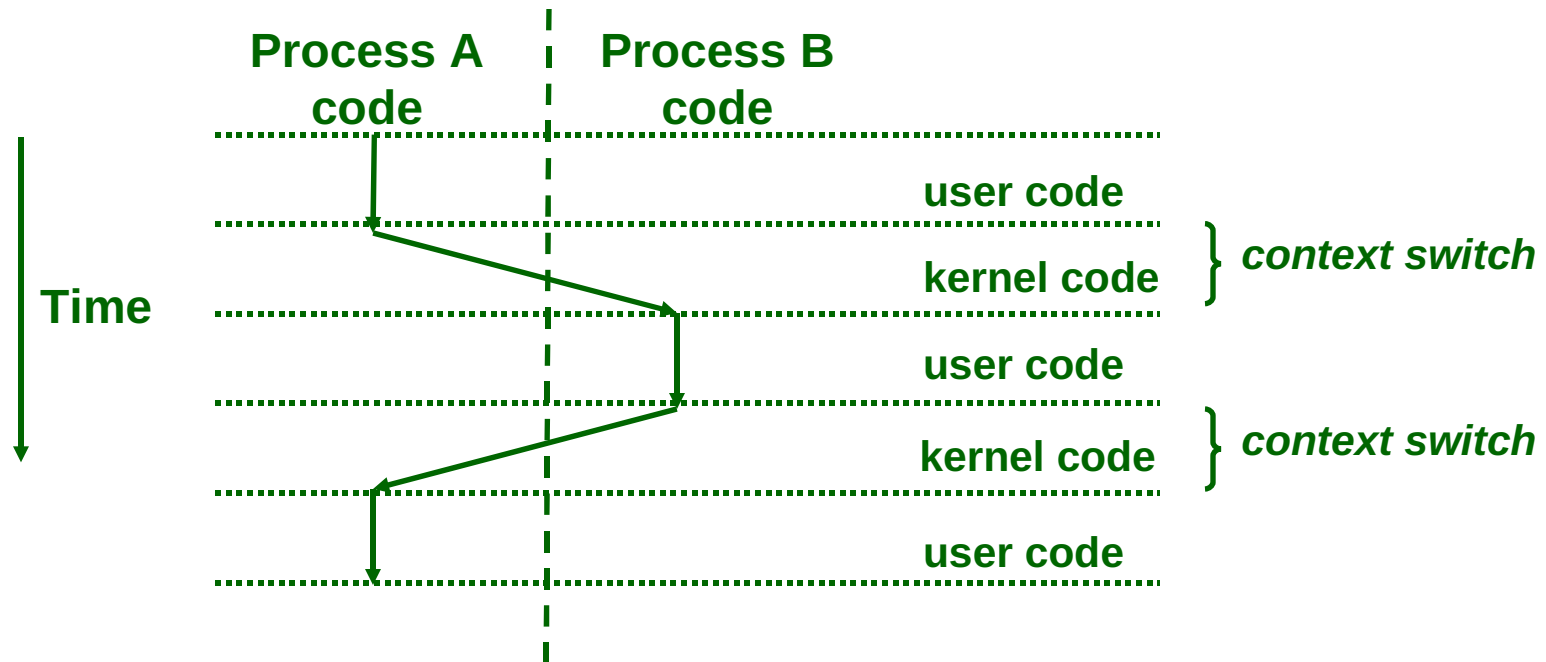 Process A
code
Process B
code
user code
context switch
kernel code
Time
user code
context switch
kernel code
user code